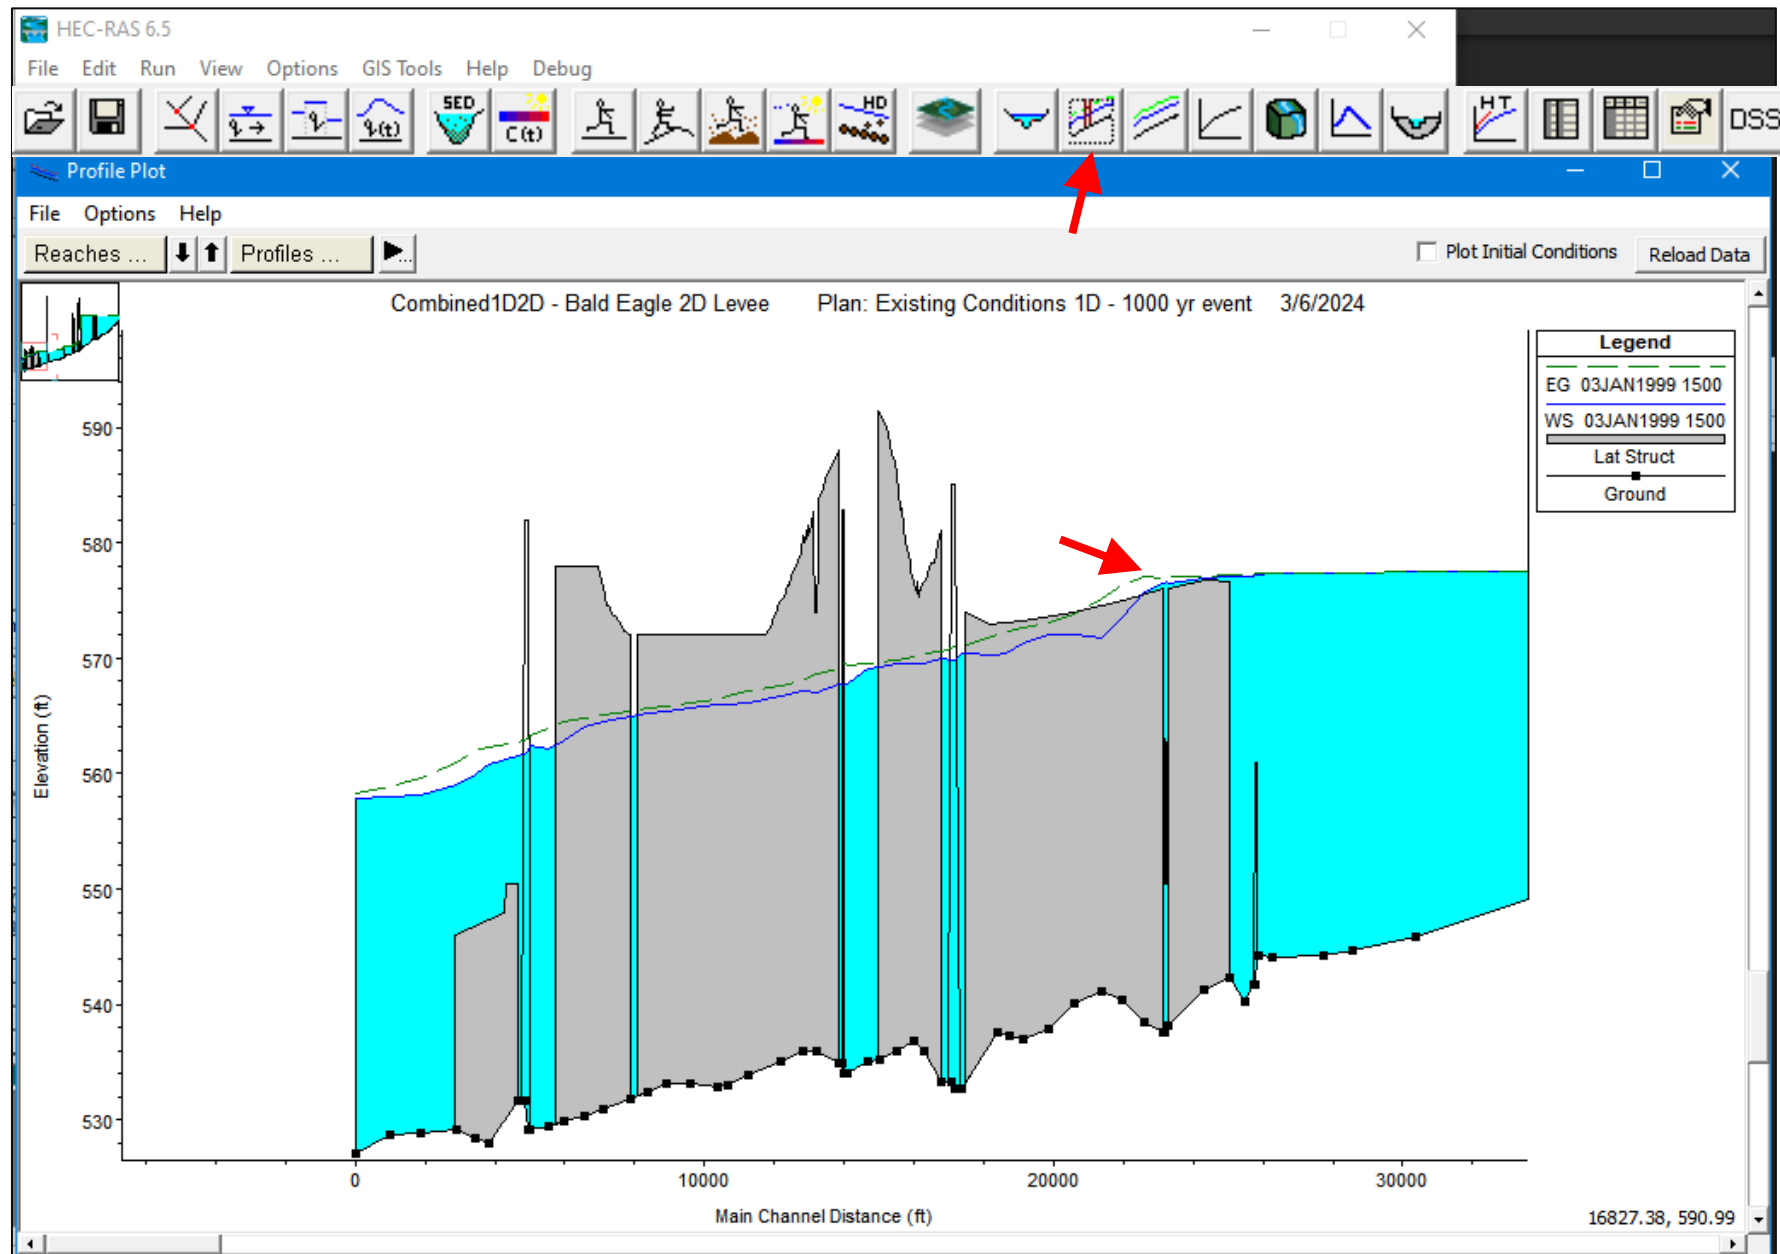 HEC-RAS 6.5
File Edit Run View Options GIS Tools Help Debug
SED C(t) HD HT DSS
Profile Plot
File Options Help
Reaches ... Profiles ... Plot Initial Conditions Reload Data
Combined1D2D - Bald Eagle 2D Levee Plan: Existing Conditions 1D - 1000 yr event 3/6/2024
Legend
EG 03JAN1999 1500
WS 03JAN1999 1500
Lat Struct
Ground
590
580
570
560
550
540
530
Elevation (ft)
0 10000 20000 30000
Main Channel Distance (ft)
16827.38, 590.99